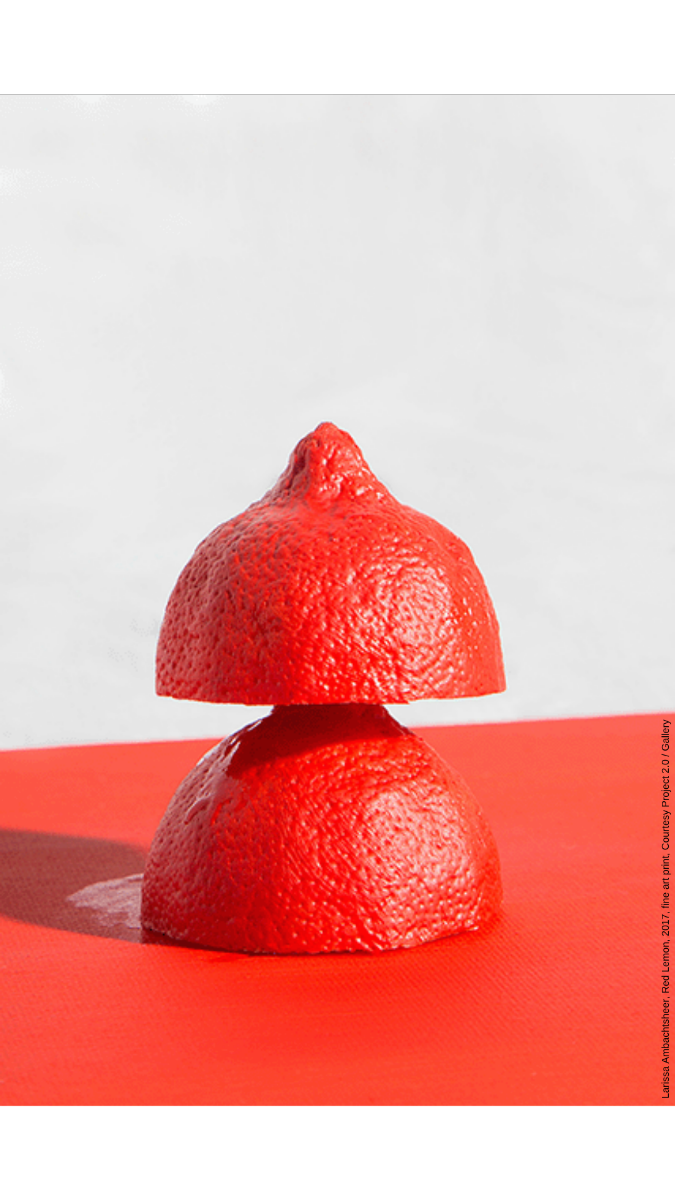 Larissa Ambachtsheer, Red Lemon, 2017, fine art print, Courtesy Project 2.0 / Gallery